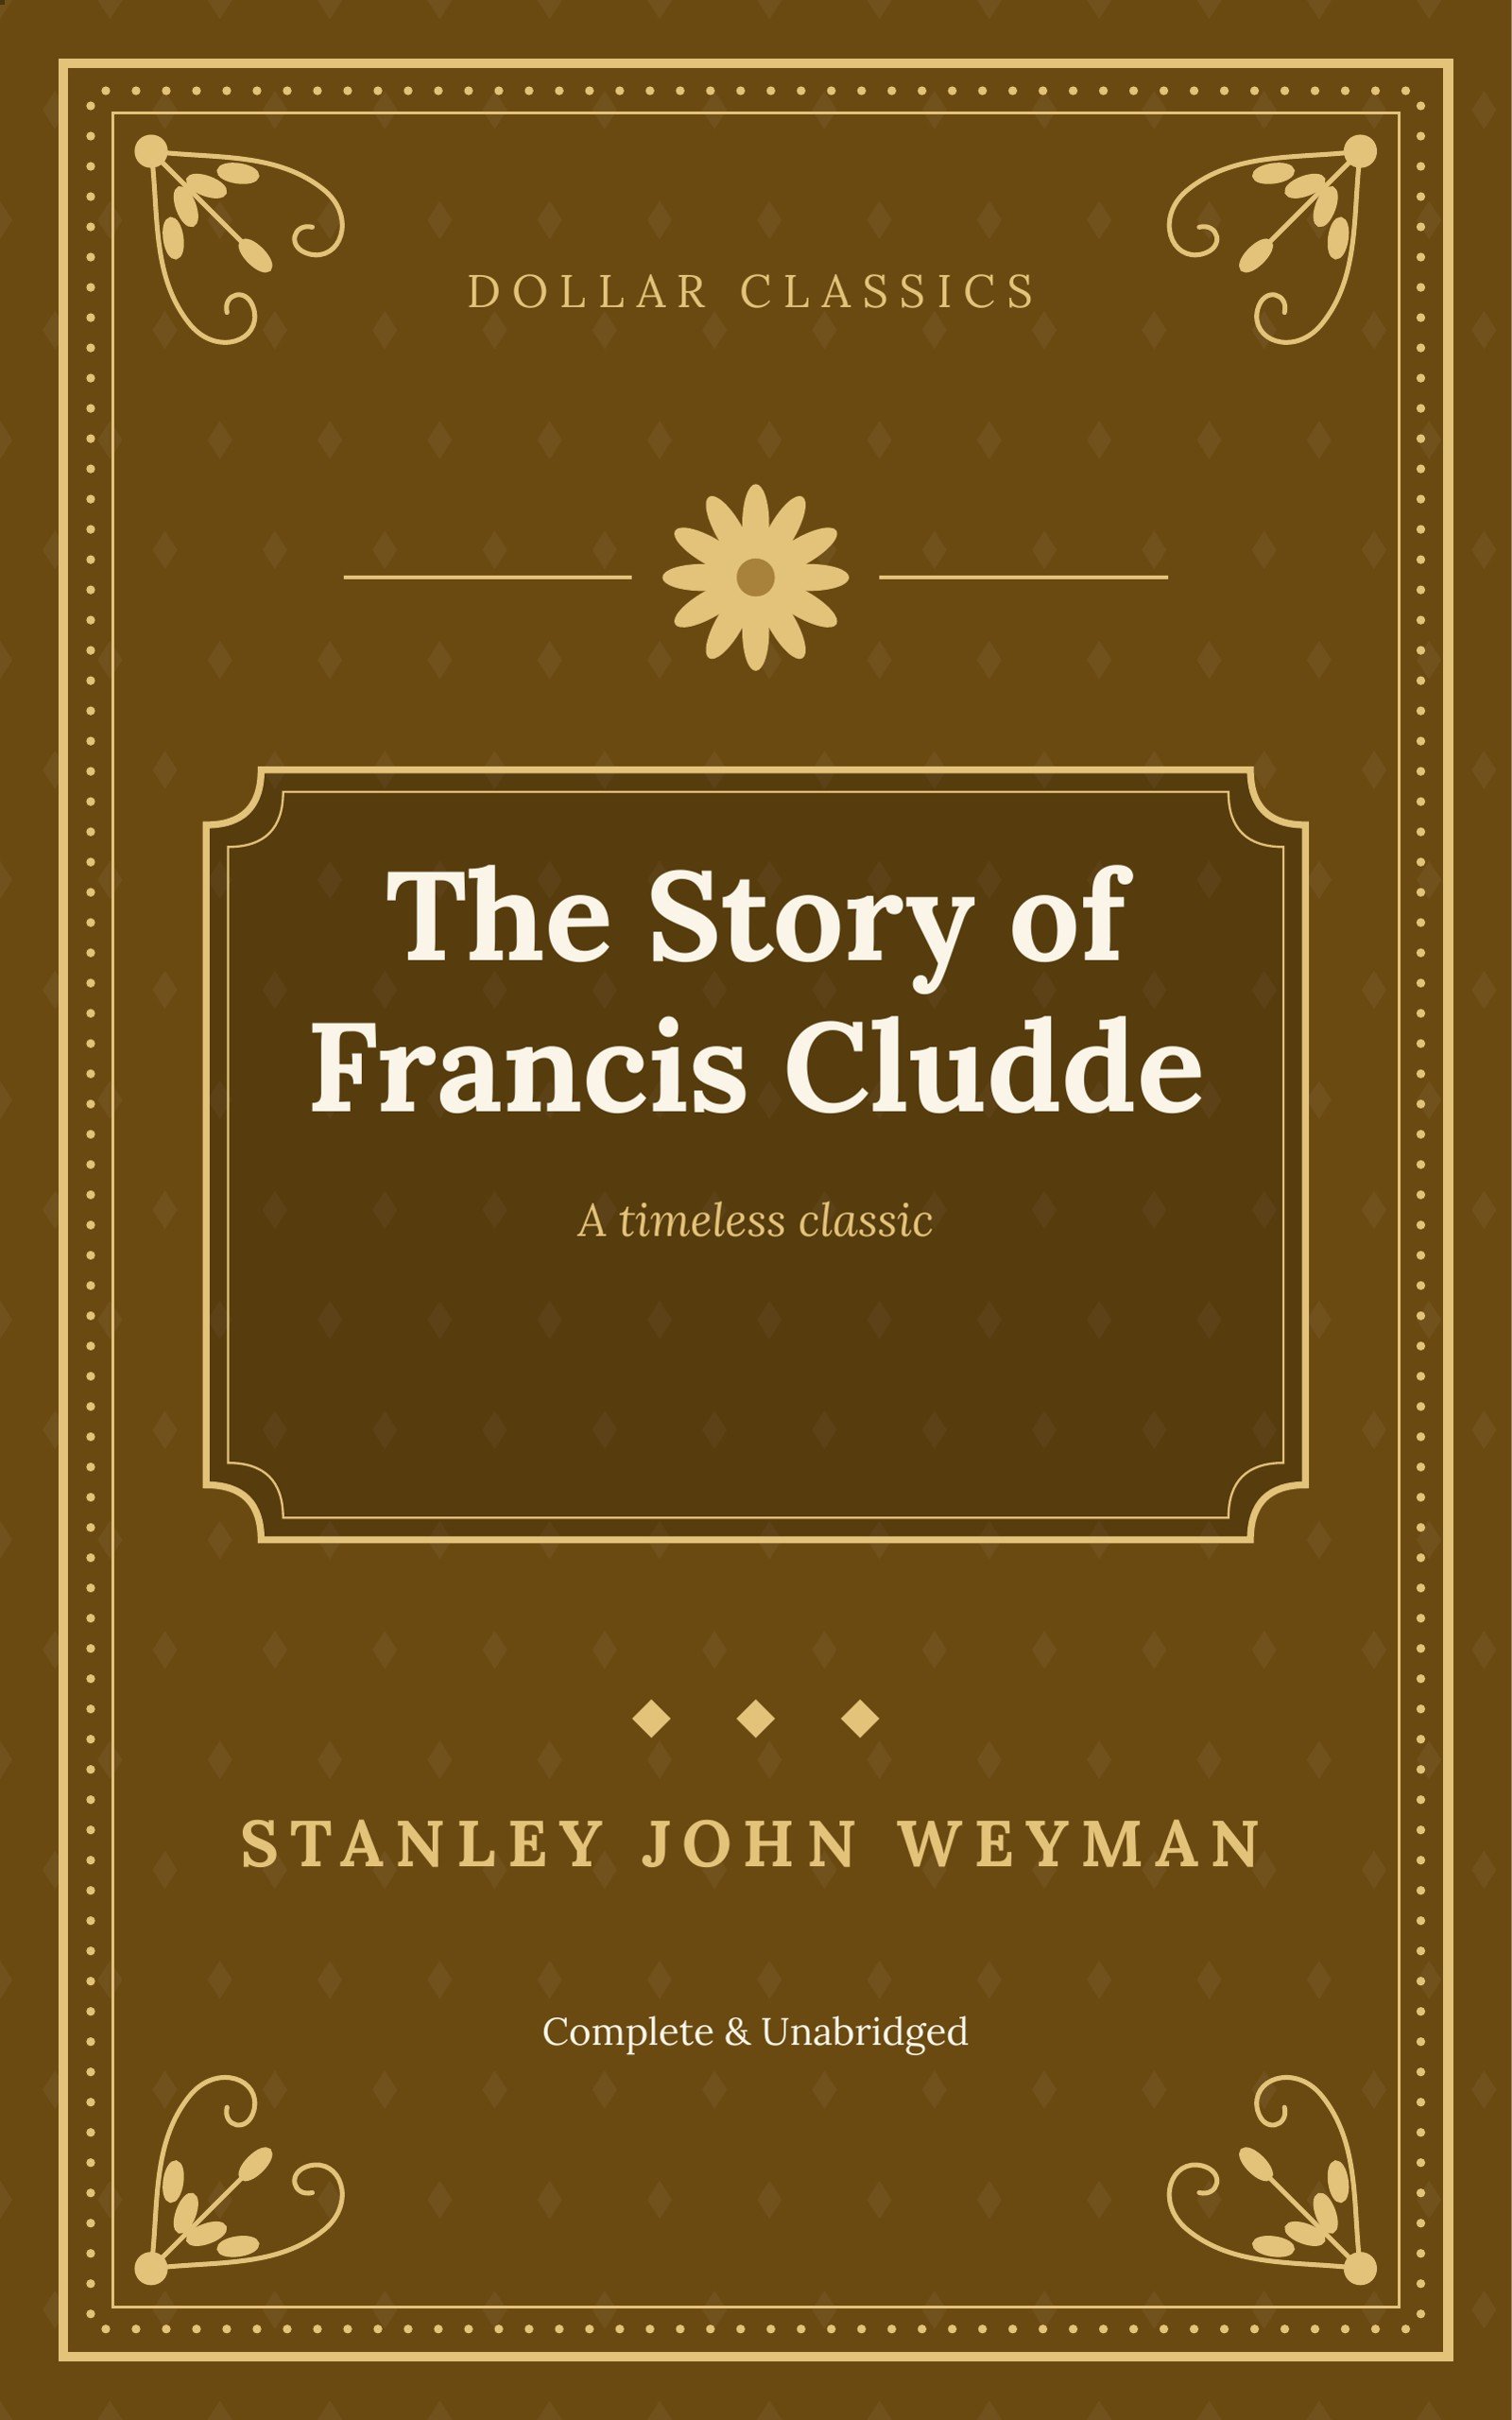 DOLLAR CLASSICS
The Story of
Francis Cludde
A timeless classic
STANLEY JOHN WEYMAN
Complete & Unabridged